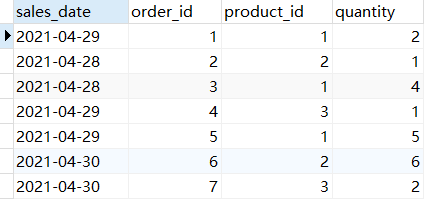 sales_date order_id product_id quantity
2021-04-29 1 1 2
2021-04-28 2 2 1
2021-04-28 3 1 4
2021-04-29 4 3 1
2021-04-29 5 1 5
2021-04-30 6 2 6
2021-04-30 7 3 2